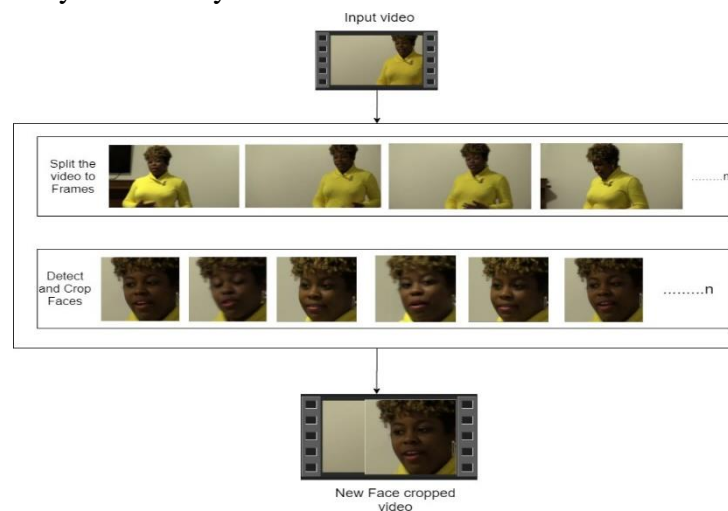 Input video
Split the
video to
Frames
.........n
Detect
and Crop
Faces
.........n
New Face cropped
video